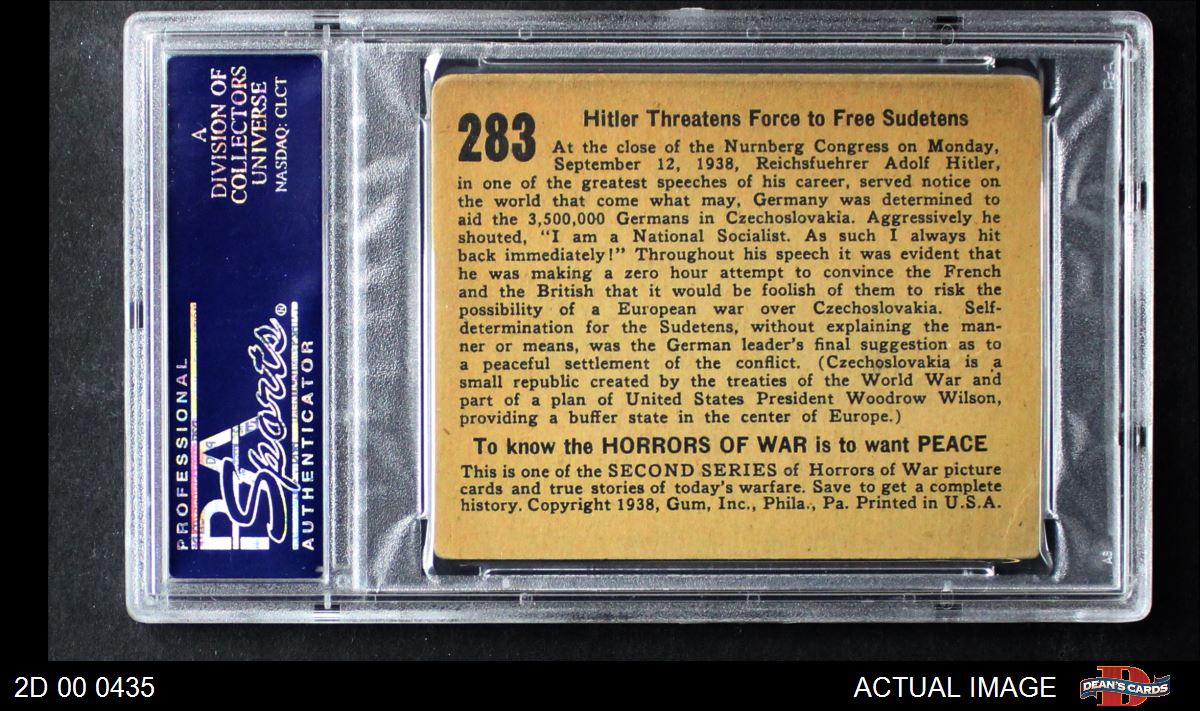 A
DIVISION OF
COLLECTORS
UNIVERSE
NASDAQ: CLCT
PROFESSIONAL
PSA
Sports®
AUTHENTICATOR
283
Hitler Threatens Force to Free Sudetens
At the close of the Nurnberg Congress on Monday,
September 12, 1938, Reichsfuehrer Adolf Hitler,
in one of the greatest speeches of his career, served notice on
the world that come what may, Germany was determined to
aid the 3,500,000 Germans in Czechoslovakia. Aggressively he
shouted, "I am a National Socialist. As such I always hit
back immediately!" Throughout his speech it was evident that
he was making a zero hour attempt to convince the French
and the British that it would be foolish of them to risk the
possibility of a European war over Czechoslovakia. Self-
determination for the Sudetens, without explaining the man-
ner or means, was the German leader's final suggestion as to
a peaceful settlement of the conflict. (Czechoslovakia is a
small republic created by the treaties of the World War and
part of a plan of United States President Woodrow Wilson,
providing a buffer state in the center of Europe.)
To know the HORRORS OF WAR is to want PEACE
This is one of the SECOND SERIES of Horrors of War picture
cards and true stories of today's warfare. Save to get a complete
history. Copyright 1938, Gum, Inc., Phila., Pa. Printed in U.S.A.
2D 00 0435
ACTUAL IMAGE
D
DEAN'S CARDS